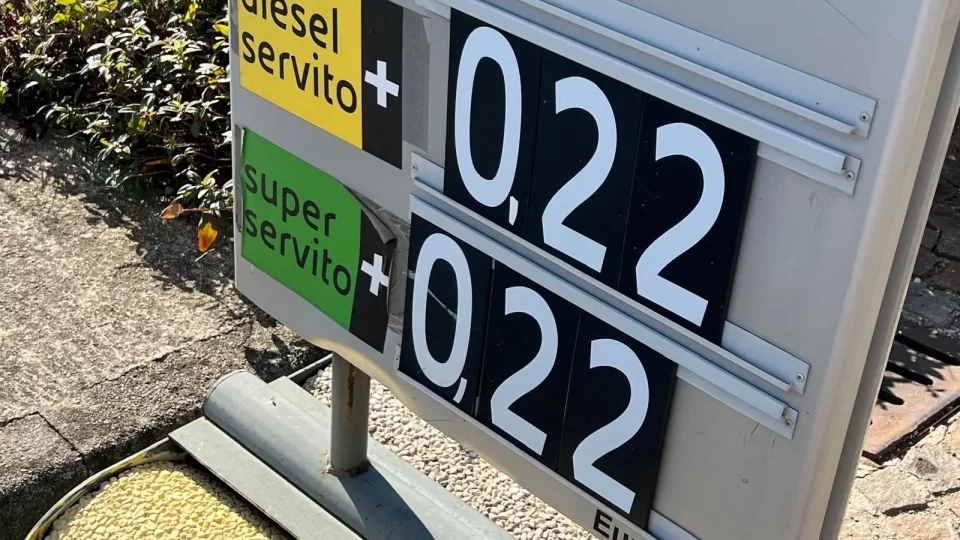 diesel
servito
+
0,22
super
servito
+
0,22